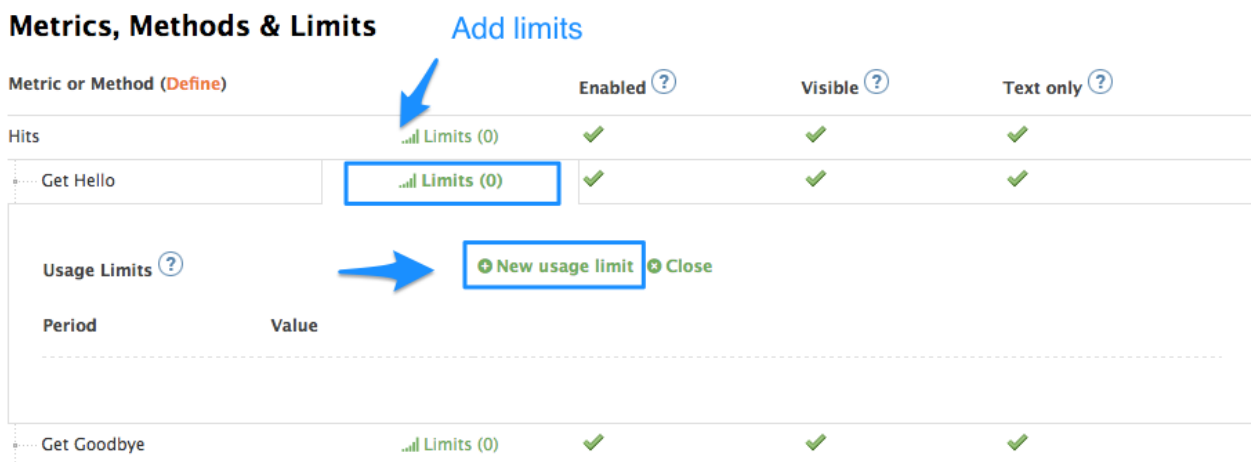 Metrics, Methods & Limits
Add limits
Metric or Method (Define) Enabled ? Visible ? Text only ?
Hits Limits (0)
Get Hello Limits (0)
Usage Limits ? New usage limit Close
Period Value
Get Goodbye Limits (0)